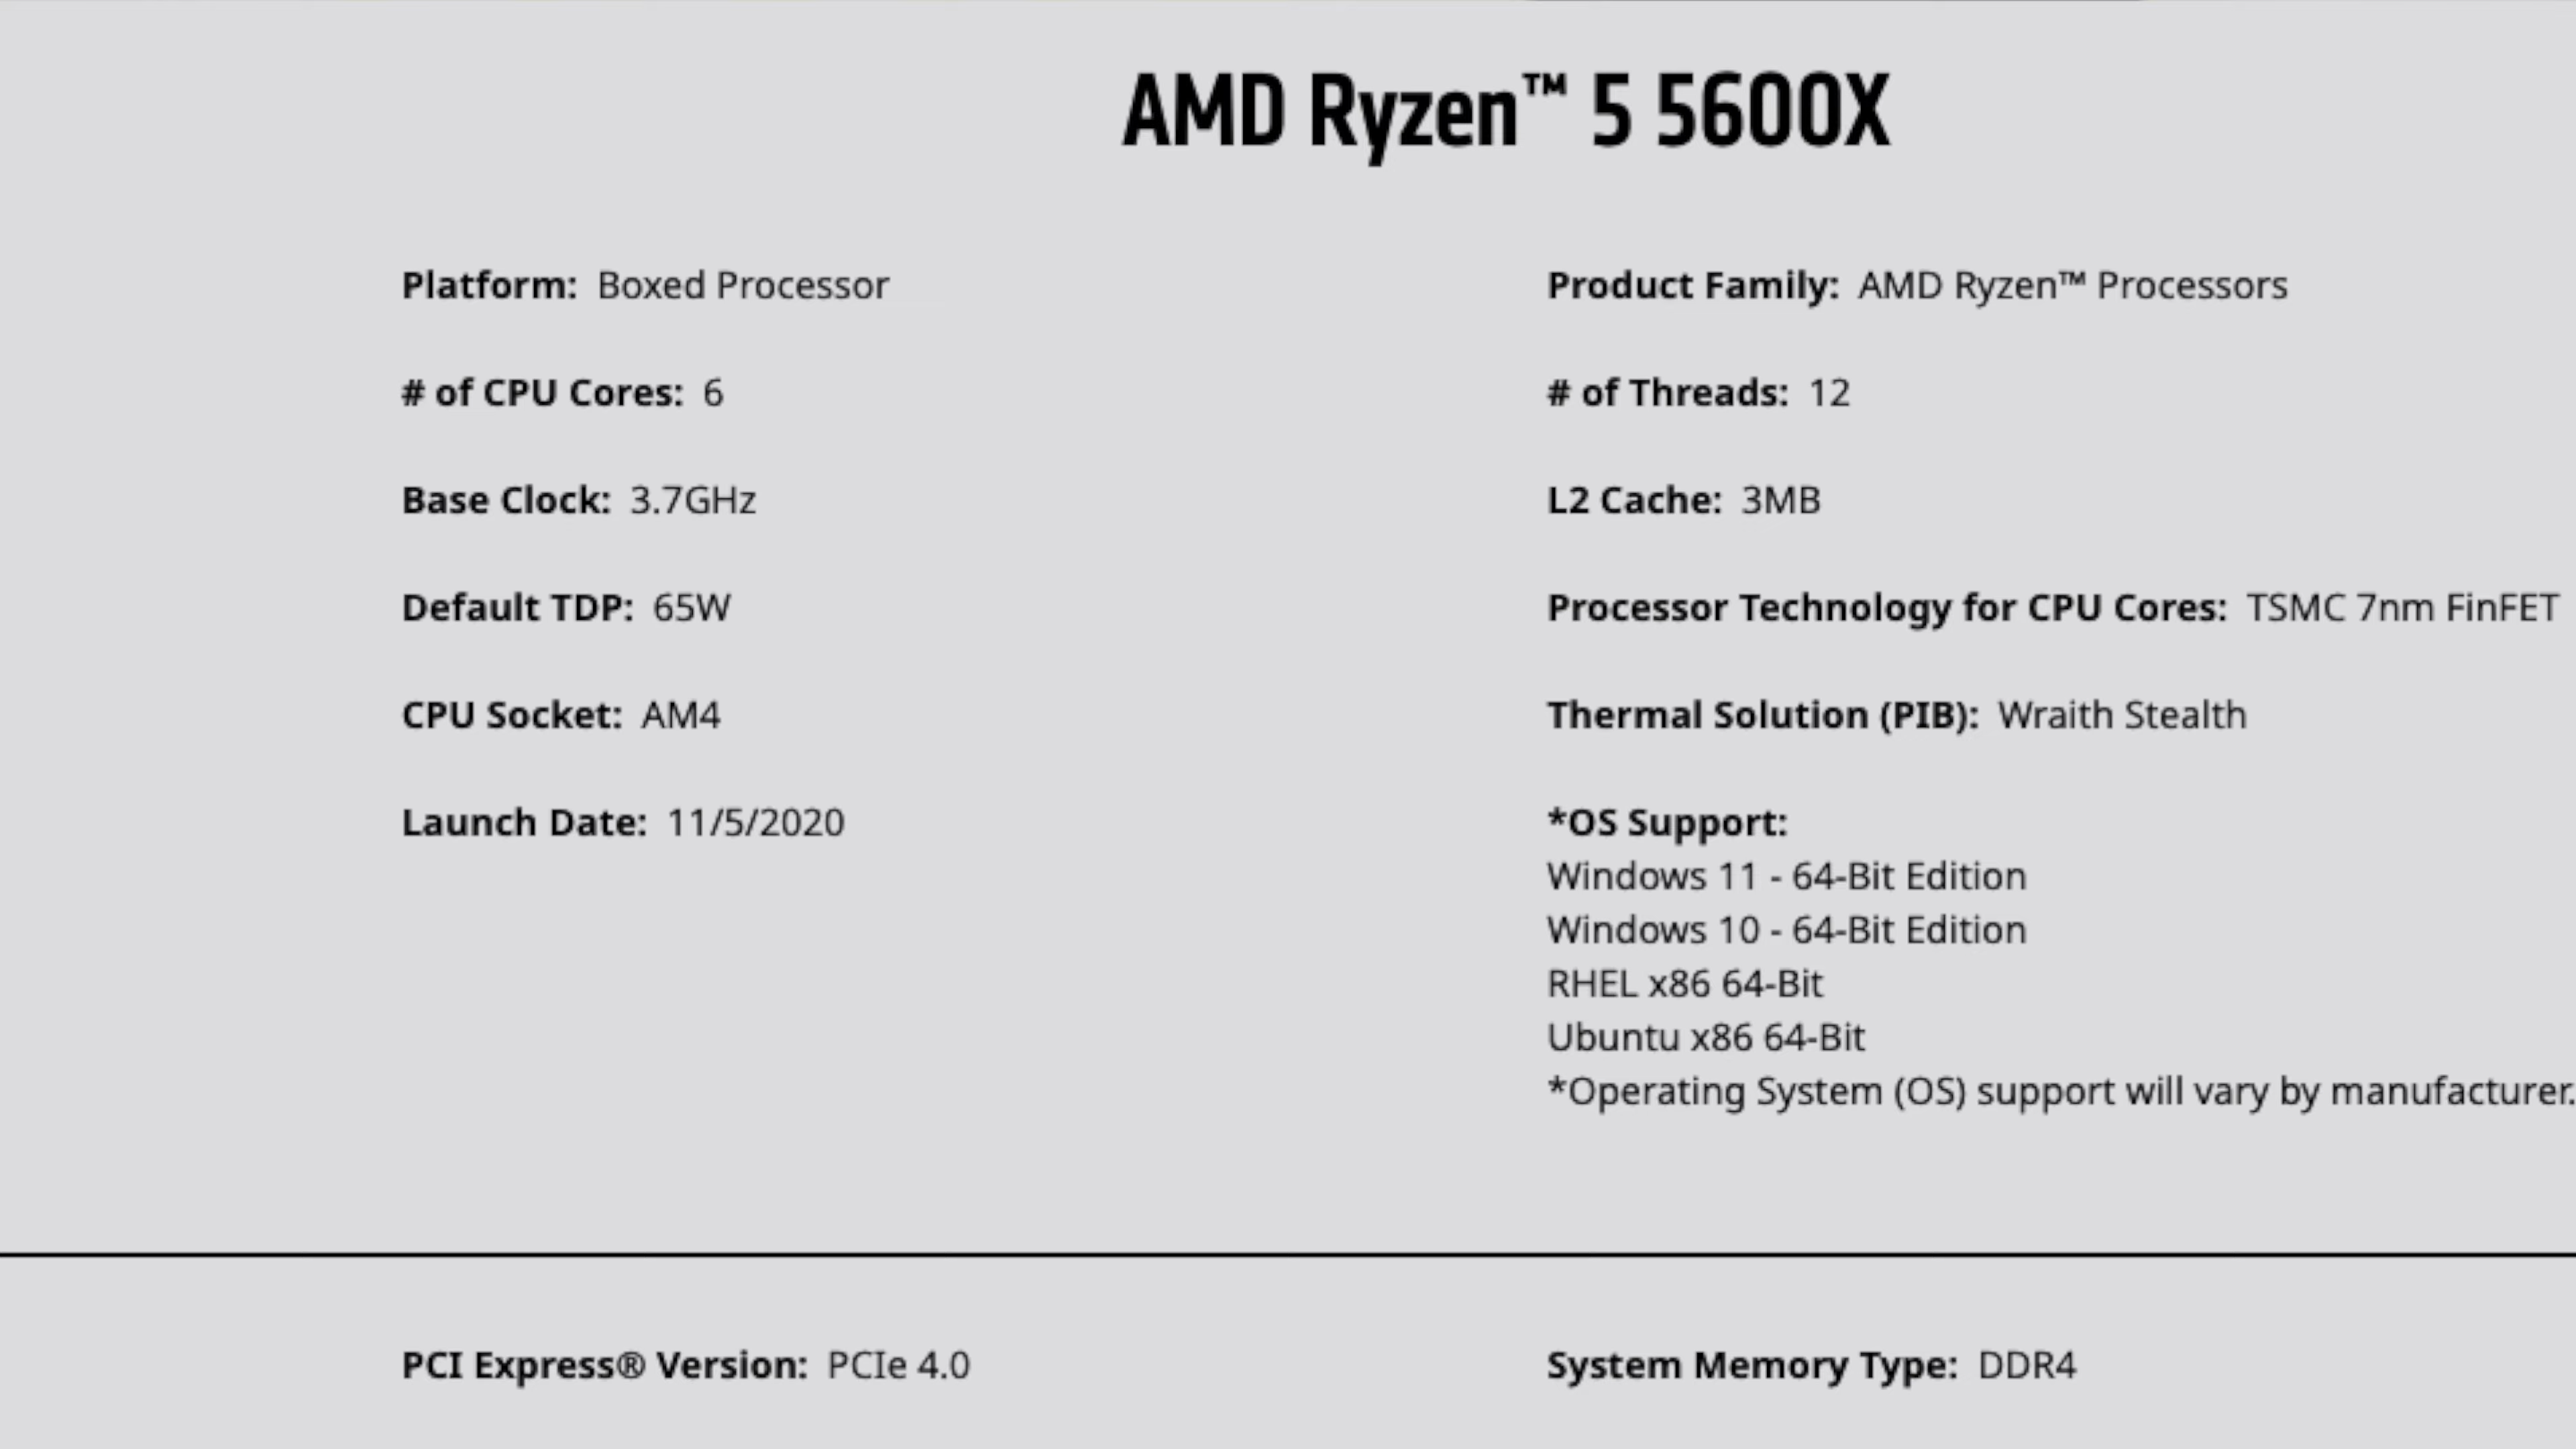 AMD Ryzen™ 5 5600X
Platform: Boxed Processor
Product Family: AMD Ryzen™ Processors
# of CPU Cores: 6
# of Threads: 12
Base Clock: 3.7GHz
L2 Cache: 3MB
Default TDP: 65W
Processor Technology for CPU Cores: TSMC 7nm FinFET
CPU Socket: AM4
Thermal Solution (PIB): Wraith Stealth
Launch Date: 11/5/2020
*OS Support:
Windows 11 - 64-Bit Edition
Windows 10 - 64-Bit Edition
RHEL x86 64-Bit
Ubuntu x86 64-Bit
*Operating System (OS) support will vary by manufacturer.
PCI Express® Version: PCIe 4.0
System Memory Type: DDR4